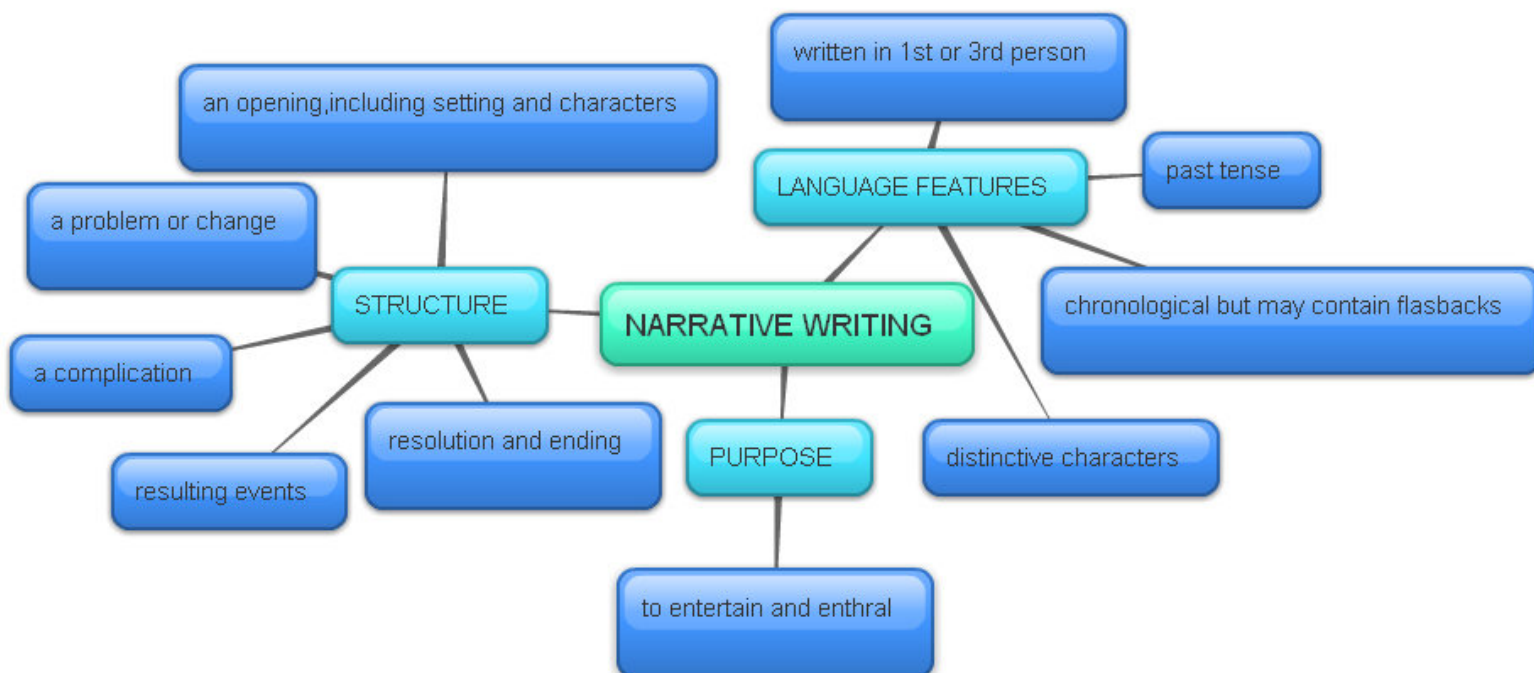 written in 1st or 3rd person
an opening,including setting and characters
past tense
LANGUAGE FEATURES
a problem or change
chronological but may contain flasbacks
STRUCTURE
NARRATIVE WRITING
a complication
resolution and ending
PURPOSE
distinctive characters
resulting events
to entertain and enthral